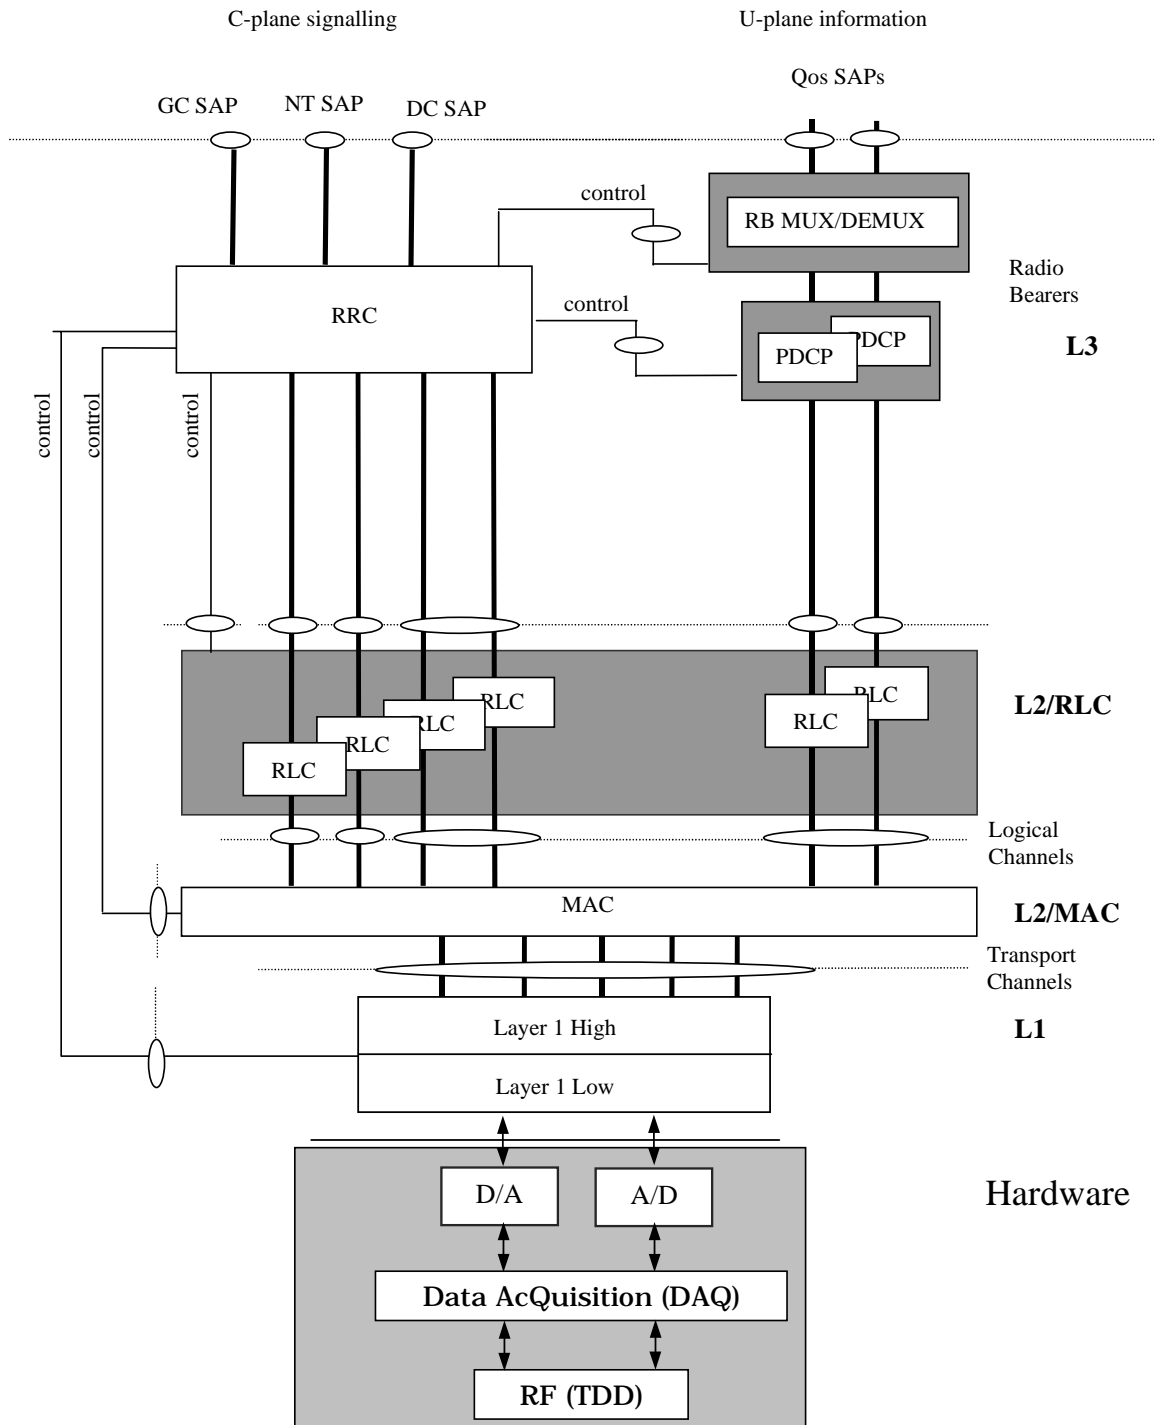 C-plane signalling
U-plane information
Qos SAPs
GC SAP
NT SAP
DC SAP
control
RB MUX/DEMUX
Radio
Bearers
RRC
control
PDCP
PDCP
L3
control
control
control
RLC
RLC
RLC
RLC
RLC
RLC
L2/RLC
Logical
Channels
MAC
L2/MAC
Transport
Channels
Layer 1 High
L1
Layer 1 Low
D/A
A/D
Hardware
Data AcQuisition (DAQ)
RF (TDD)